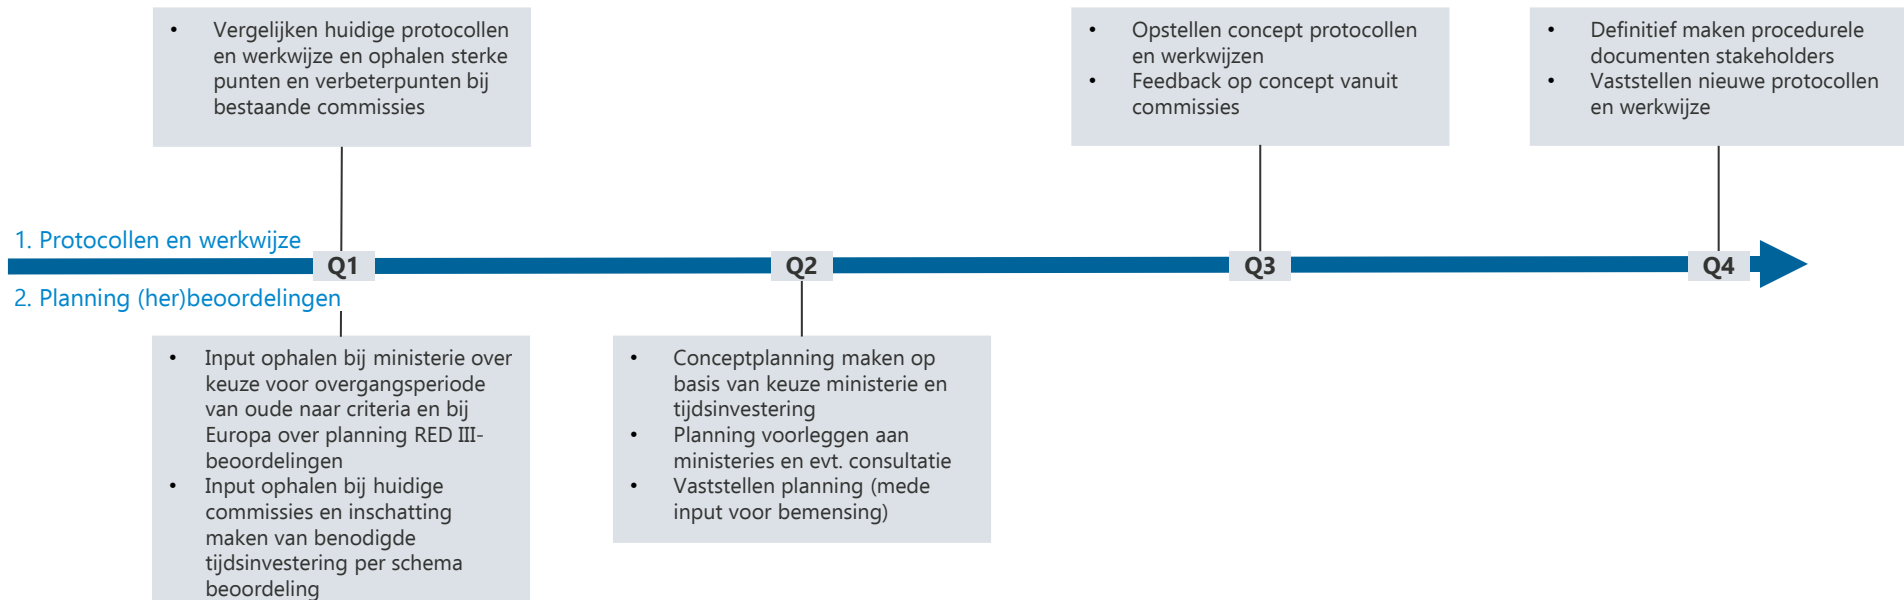 • Vergelijken huidige protocollen
en werkwijze en ophalen sterke
punten en verbeterpunten bij
bestaande commissies
• Opstellen concept protocollen
en werkwijzen
• Feedback op concept vanuit
commissies
• Definitief maken procedurele
documenten stakeholders
• Vaststellen nieuwe protocollen
en werkwijze
1. Protocollen en werkwijze
Q1
Q2
Q3
Q4
2. Planning (her)beoordelingen
• Input ophalen bij ministerie over
keuze voor overgangsperiode
van oude naar criteria en bij
Europa over planning RED III-
beoordelingen
• Input ophalen bij huidige
commissies en inschatting
maken van benodigde
tijdsinvestering per schema
beoordeling
• Conceptplanning maken op
basis van keuze ministerie en
tijdsinvestering
• Planning voorleggen aan
ministeries en evt. consultatie
• Vaststellen planning (mede
input voor bemensing)